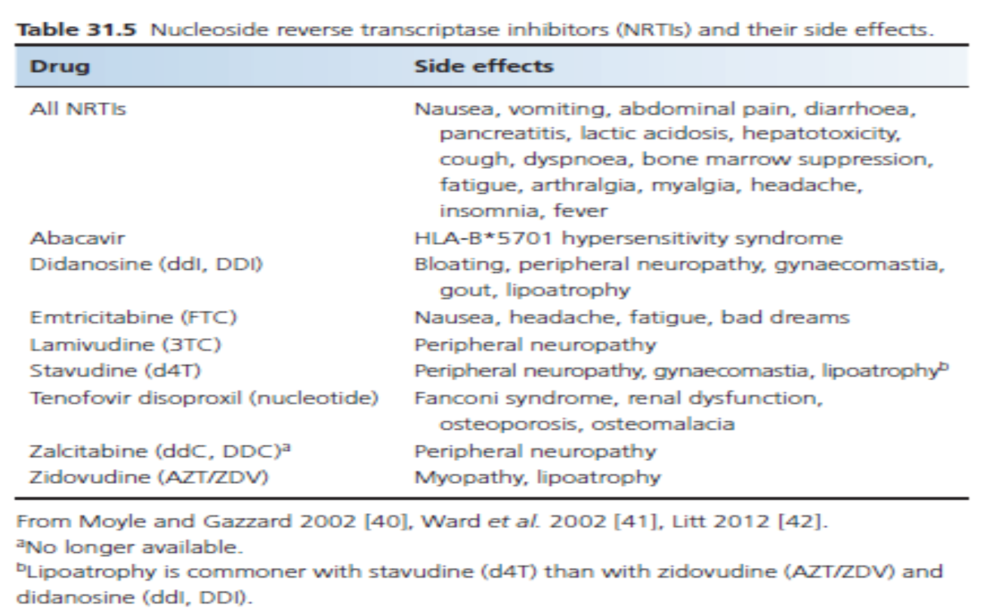 Table 31.5 Nucleoside reverse transcriptase inhibitors (NRTIs) and their side effects.
Drug Side effects
All NRTIs Nausea, vomiting, abdominal pain, diarrhoea,
pancreatitis, lactic acidosis, hepatotoxicity,
cough, dyspnoea, bone marrow suppression,
fatigue, arthralgia, myalgia, headache,
insomnia, fever
Abacavir HLA-B*5701 hypersensitivity syndrome
Didanosine (ddI, DDI) Bloating, peripheral neuropathy, gynaecomastia,
gout, lipoatrophy
Emtricitabine (FTC) Nausea, headache, fatigue, bad dreams
Lamivudine (3TC) Peripheral neuropathy
Stavudine (d4T) Peripheral neuropathy, gynaecomastia, lipoatrophyᵇ
Tenofovir disoproxil (nucleotide) Fanconi syndrome, renal dysfunction,
osteoporosis, osteomalacia
Zalcitabine (ddC, DDC)ᵃ Peripheral neuropathy
Zidovudine (AZT/ZDV) Myopathy, lipoatrophy
From Moyle and Gazzard 2002 [40], Ward et al. 2002 [41], Litt 2012 [42].
ᵃNo longer available.
ᵇLipoatrophy is commoner with stavudine (d4T) than with zidovudine (AZT/ZDV) and
didanosine (ddI, DDI).